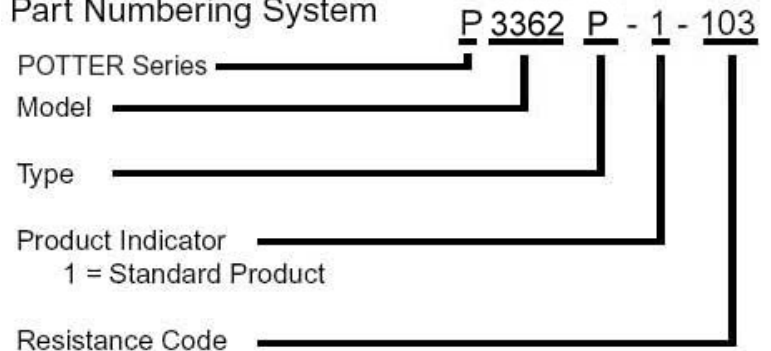 Part Numbering System
P 3362 P - 1 - 103
POTTER Series
Model
Type
Product Indicator
1 = Standard Product
Resistance Code